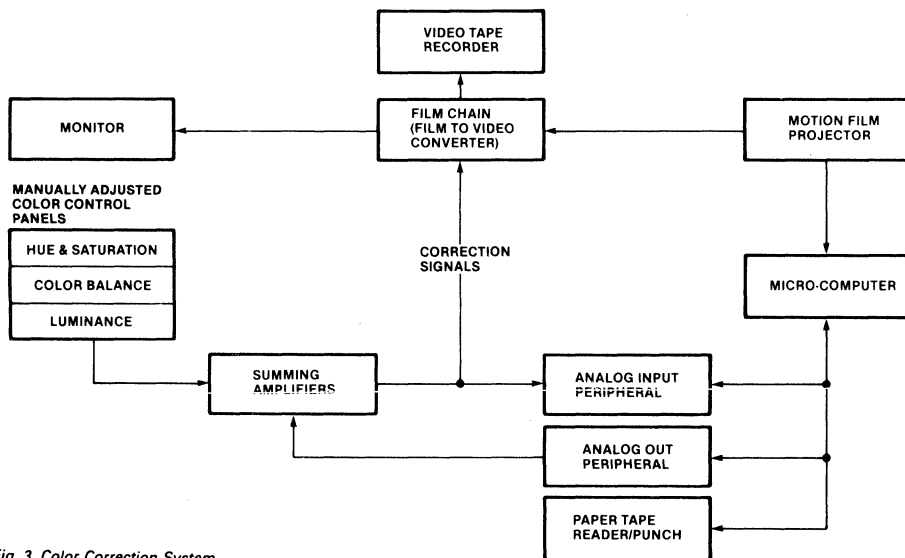 VIDEO TAPE
RECORDER
MONITOR
FILM CHAIN
(FILM TO VIDEO
CONVERTER)
MOTION FILM
PROJECTOR
MANUALLY ADJUSTED
COLOR CONTROL
PANELS
HUE & SATURATION
COLOR BALANCE
LUMINANCE
CORRECTION
SIGNALS
MICRO-COMPUTER
SUMMING
AMPLIFIERS
ANALOG INPUT
PERIPHERAL
ANALOG OUT
PERIPHERAL
PAPER TAPE
READER/PUNCH
ig. 3 Color Correction System